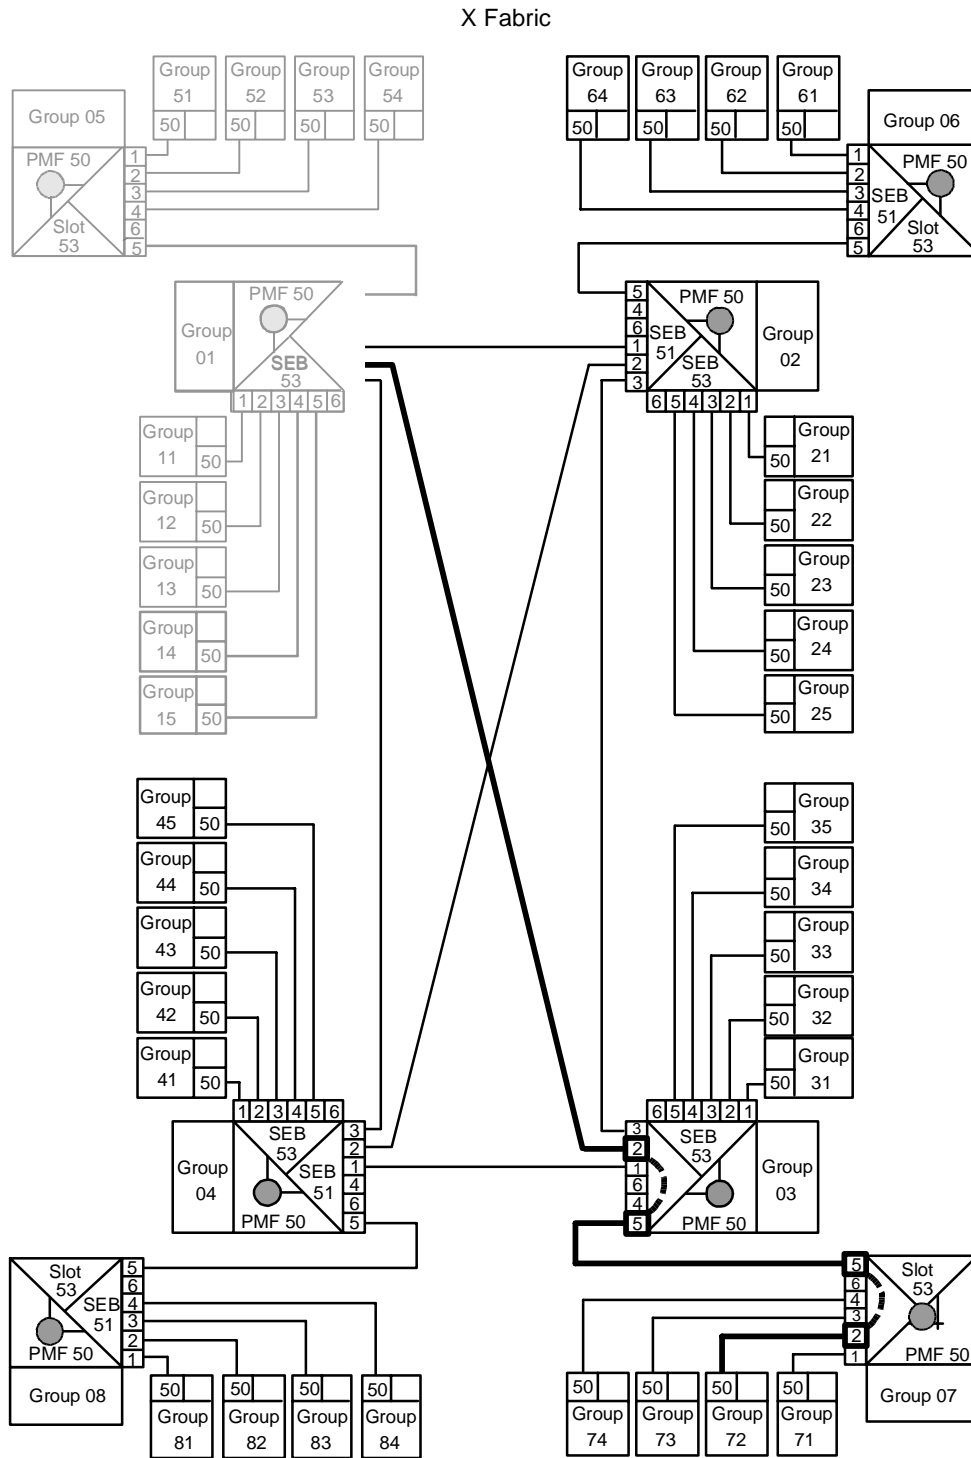 X Fabric
Group 51
Group 52
Group 53
Group 54
50
50
50
50
Group 64
Group 63
Group 62
Group 61
50
50
50
50
Group 05
PMF 50
Slot 53
1
2
3
4
6
5
Group 06
PMF 50
SEB 51
Slot 53
1
2
3
4
6
5
Group 01
PMF 50
SEB 53
1 2 3 4 5 6
Group 02
PMF 50
SEB 51
SEB 53
5
4
6
1
2
3
6 5 4 3 2 1
Group 11
50
Group 12
50
Group 13
50
Group 14
50
Group 15
50
Group 21
50
Group 22
50
Group 23
50
Group 24
50
Group 25
50
Group 45
50
Group 44
50
Group 43
50
Group 42
50
Group 41
50
Group 35
50
Group 34
50
Group 33
50
Group 32
50
Group 31
50
1 2 3 4 5 6
SEB 53
SEB 51
Group 04
PMF 50
3
2
1
4
6
5
6 5 4 3 2 1
SEB 53
Group 03
PMF 50
3
2
1
6
4
5
Slot 53
SEB 51
PMF 50
Group 08
5
6
4
3
2
1
Slot 53
PMF 50
Group 07
5
6
4
3
2
1
50
50
50
50
Group 81
Group 82
Group 83
Group 84
50
50
50
50
Group 74
Group 73
Group 72
Group 71